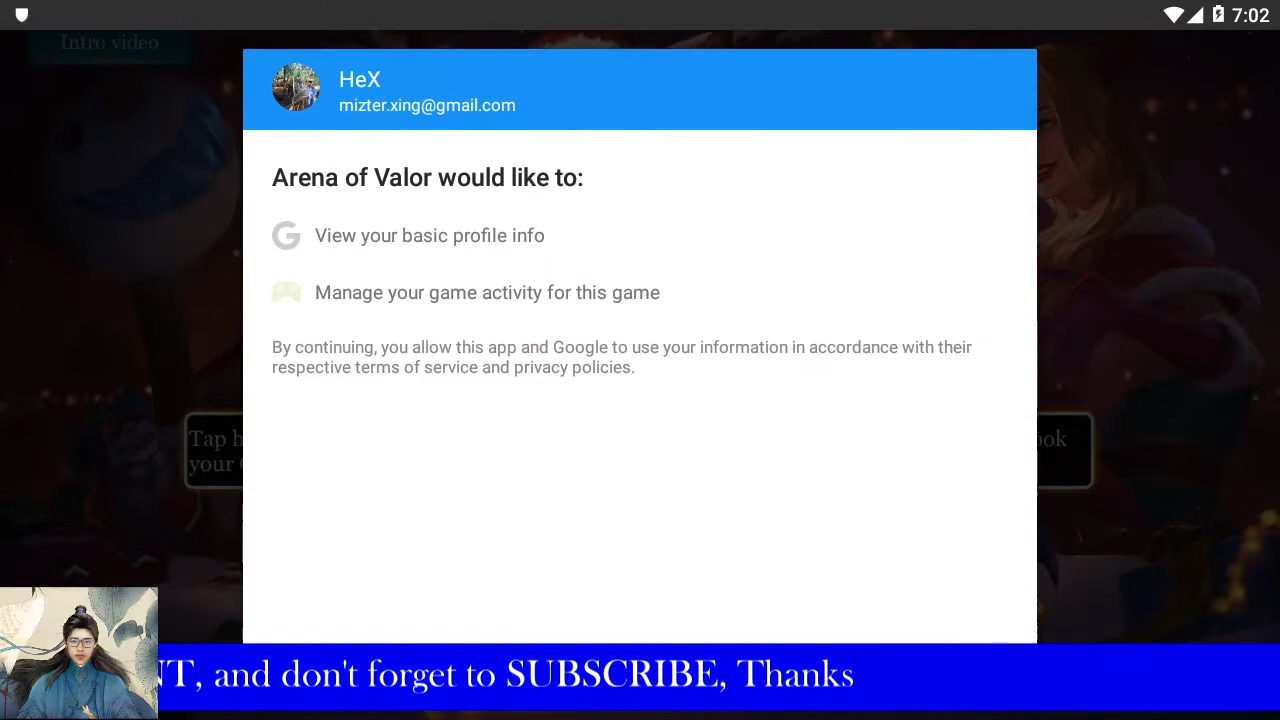 7:02
Intro video
HeX
mizter.xing@gmail.com
Arena of Valor would like to:
View your basic profile info
Manage your game activity for this game
By continuing, you allow this app and Google to use your information in accordance with their
respective terms of service and privacy policies.
Tap
your
, and don't forget to SUBSCRIBE, Thanks